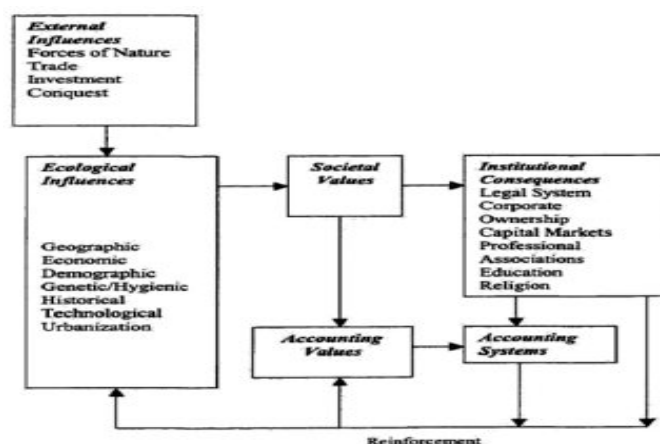 External
Influences
Forces of Nature
Trade
Investment
Conquest
Ecological
Influences
Geographic
Economic
Demographic
Genetic/Hygienic
Historical
Technological
Urbanization
Societal
Values
Institutional
Consequences
Legal System
Corporate
Ownership
Capital Markets
Professional
Associations
Education
Religion
Accounting
Values
Accounting
Systems
Reinforcement